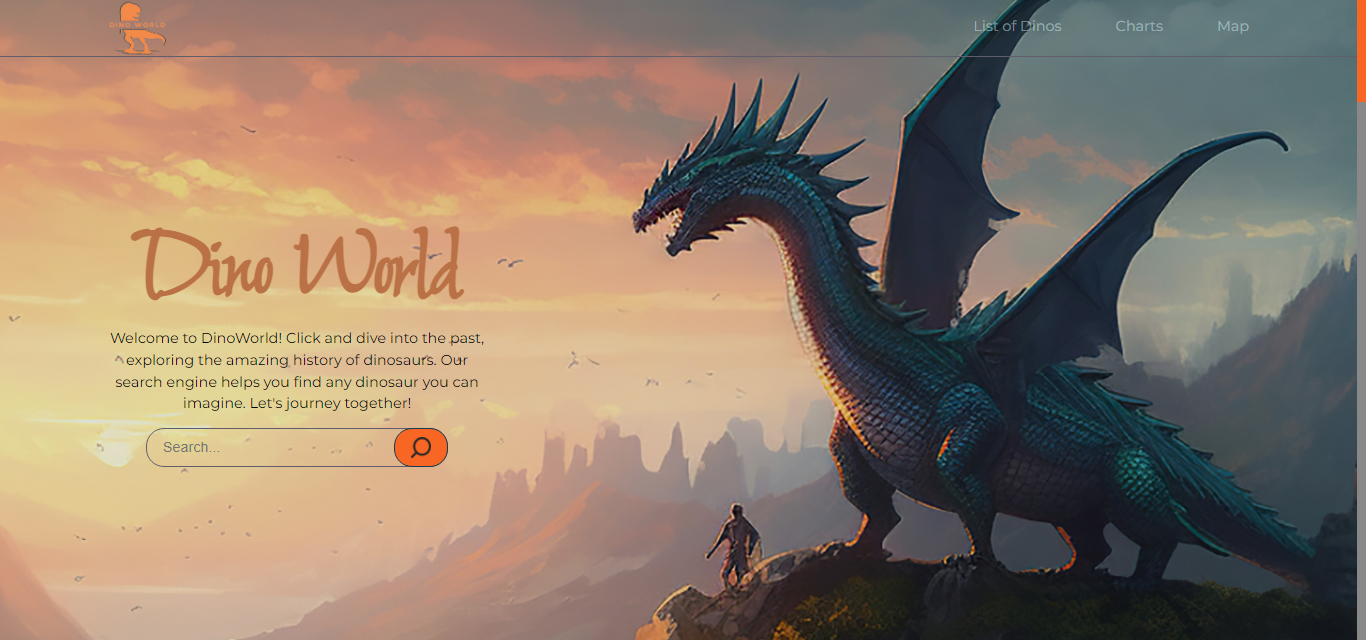 DINO WORLD
List of Dinos Charts Map
Dino World
Welcome to DinoWorld! Click and dive into the past,
exploring the amazing history of dinosaurs. Our
search engine helps you find any dinosaur you can
imagine. Let's journey together!
Search...